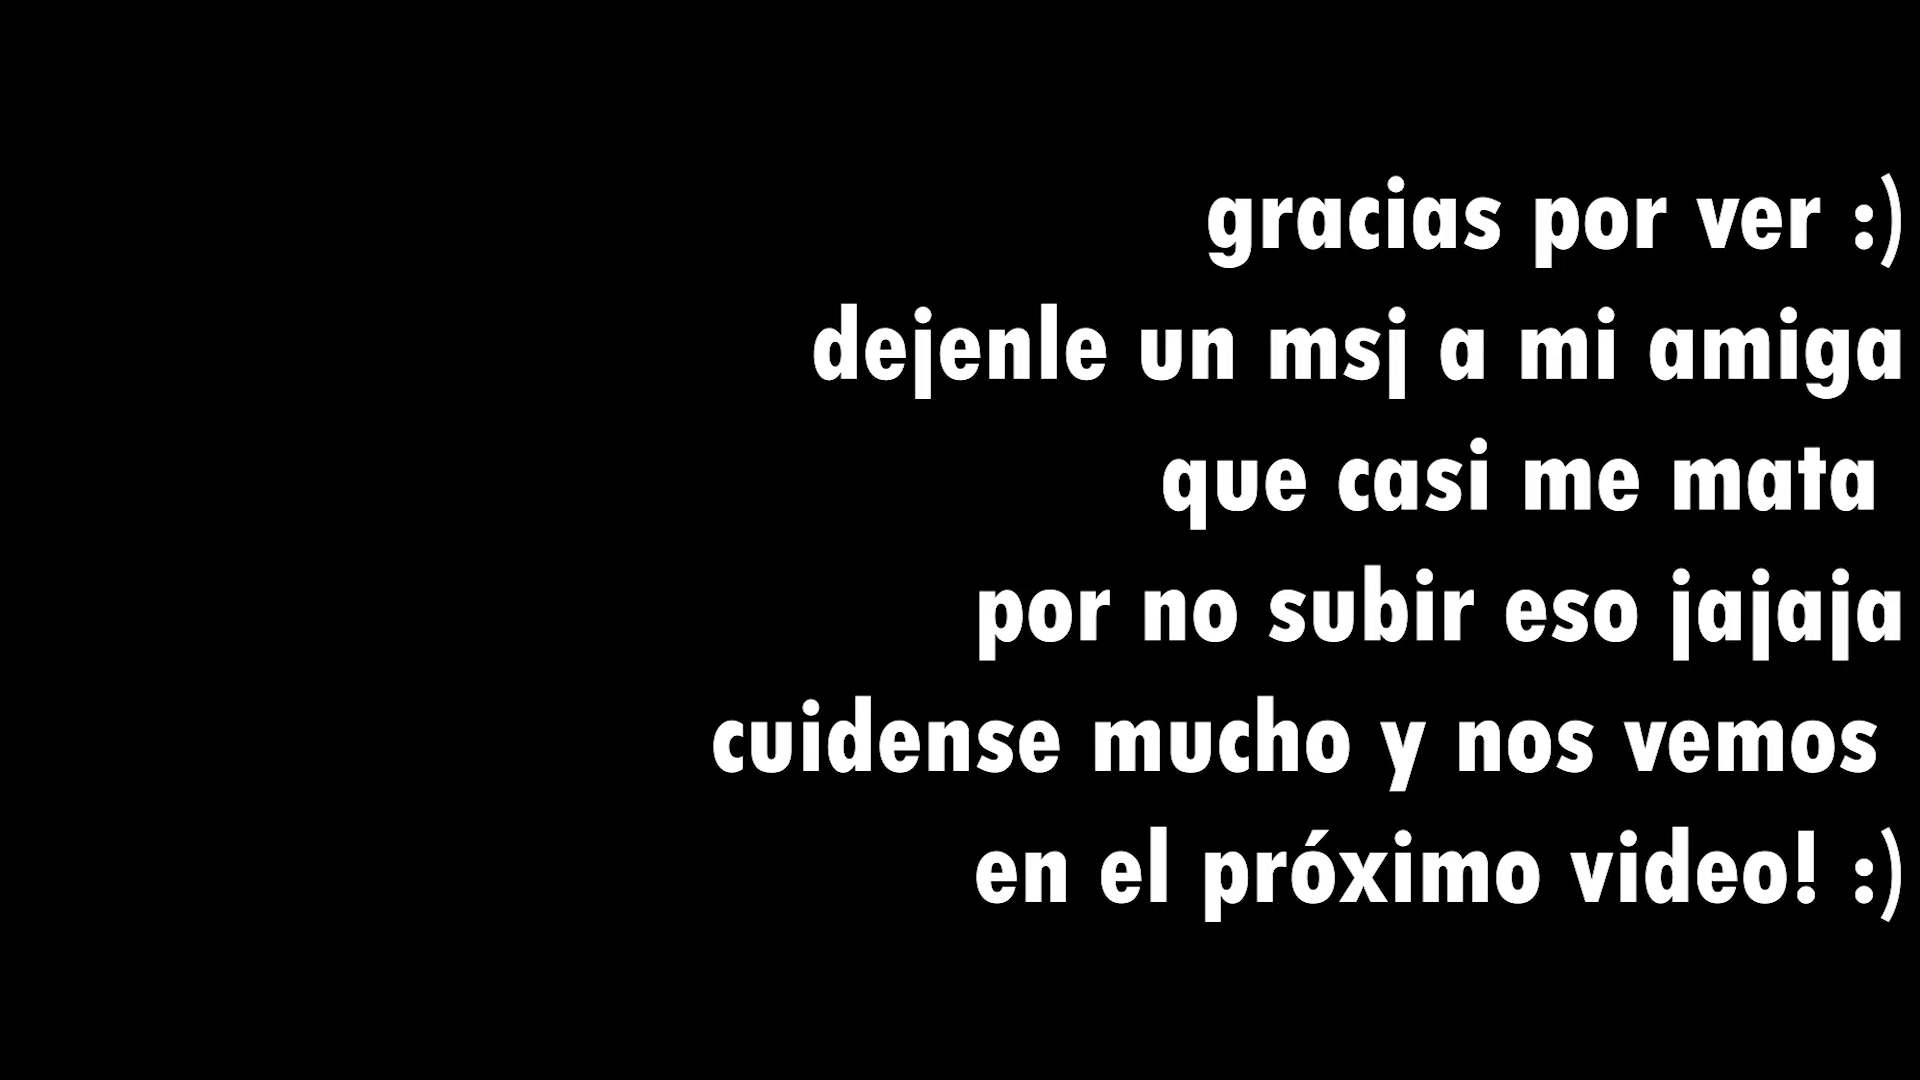 gracias por ver :)
dejenle un msj a mi amiga
que casi me mata
por no subir eso jajaja
cuidense mucho y nos vemos
en el próximo video! :)